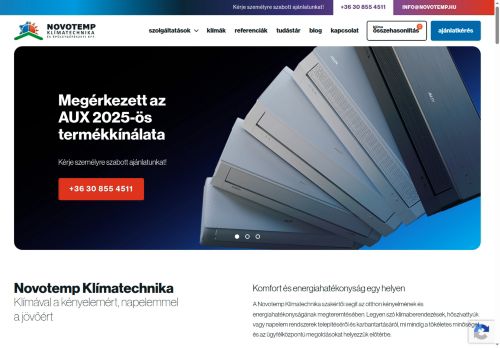 Kérje személyre szabott ajánlatunkat!
+36 30 855 4511
INFO@NOVOTEMP.HU
NOVOTEMP
KLÍMATECHNIKA
ÉS ÉPÜLETGÉPÉSZET KFT.
szolgáltatások
klímák
referenciák
tudástár
blog
kapcsolat
klíma
összehasonlítás
ajánlatkérés
Megérkezett az
AUX 2025-ös
termékkínálata
Kérje személyre szabott ajánlatunkat!
+36 30 855 4511
Novotemp Klímatechnika
Klímával a kényelemért, napelemmel
a jövőért
Komfort és energiahatékonyság egy helyen
A Novotemp Klímatechnika szakértői segít az otthon kényelmének és
energiahatékonyságának megteremtésében. Legyen szó klímaberendezések, hőszivattyúk
vagy napelem rendszerek telepítéséről és karbantartásáról, mi mindig a tökéletes minőséget
és az ügyfélközpontú megoldásokat helyezzük előtérbe.